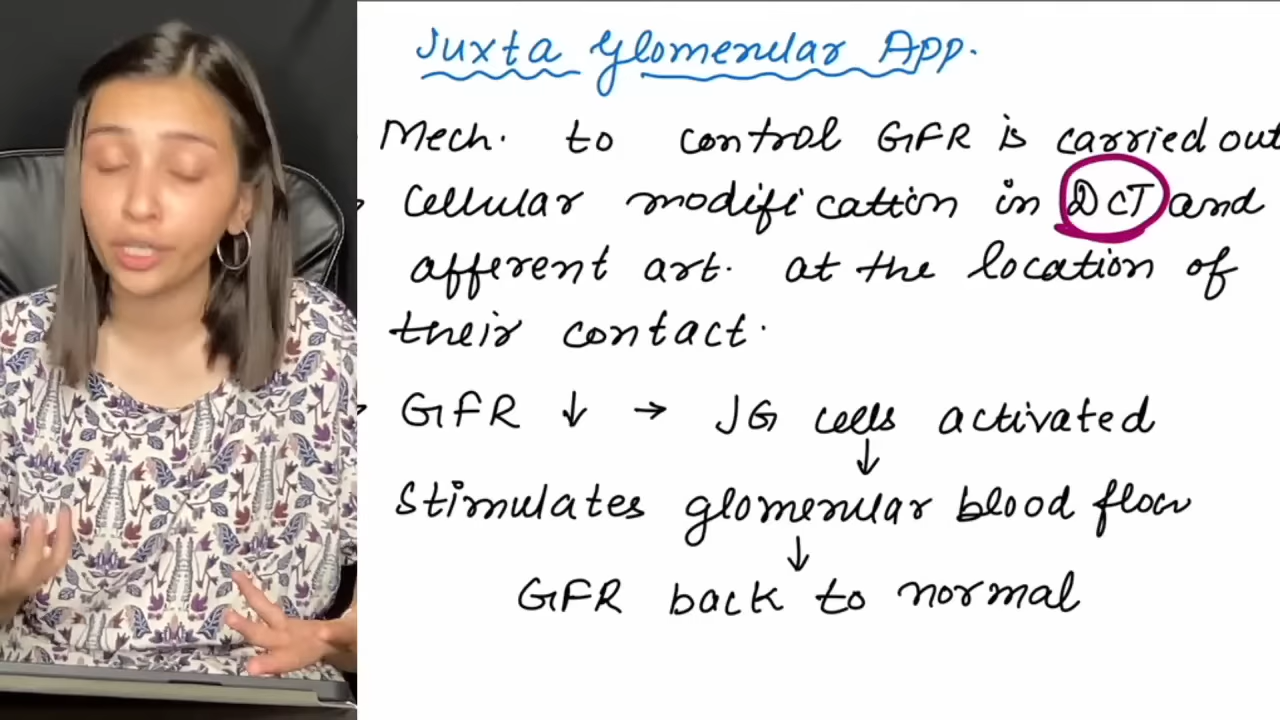 Juxta Glomerular App.
Mech. to control GFR is carried out
Cellular modification in DCT and
afferent art. at the location of
their contact.
GFR ↓ → JG cells activated
↓
Stimulates glomerular blood flow
↓
GFR back to normal